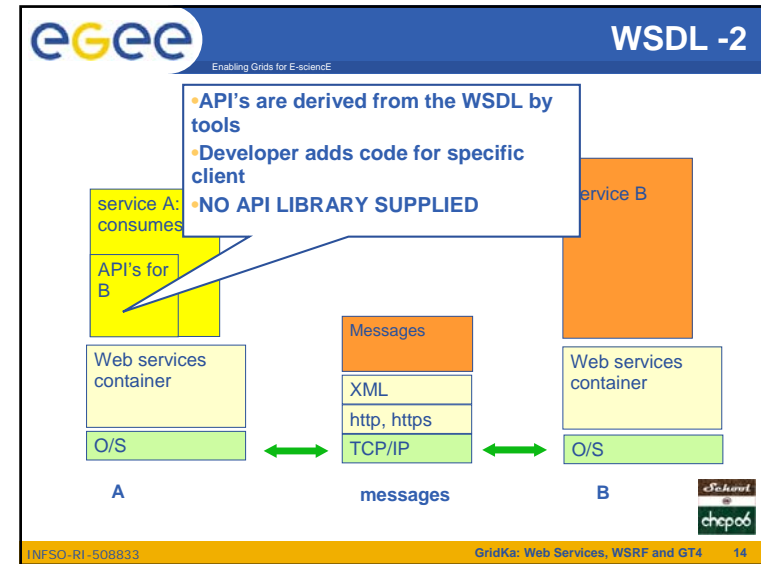 egee
WSDL -2
Enabling Grids for E-sciencE
•API's are derived from the WSDL by
tools
•Developer adds code for specific
client
•NO API LIBRARY SUPPLIED
service A:
consumes
API's for
B
ervice B
Messages
Web services
container
XML
http, https
TCP/IP
Web services
container
O/S
O/S
A
messages
B
School
chep06
INFSO-RI-508833
GridKa: Web Services, WSRF and GT4 14